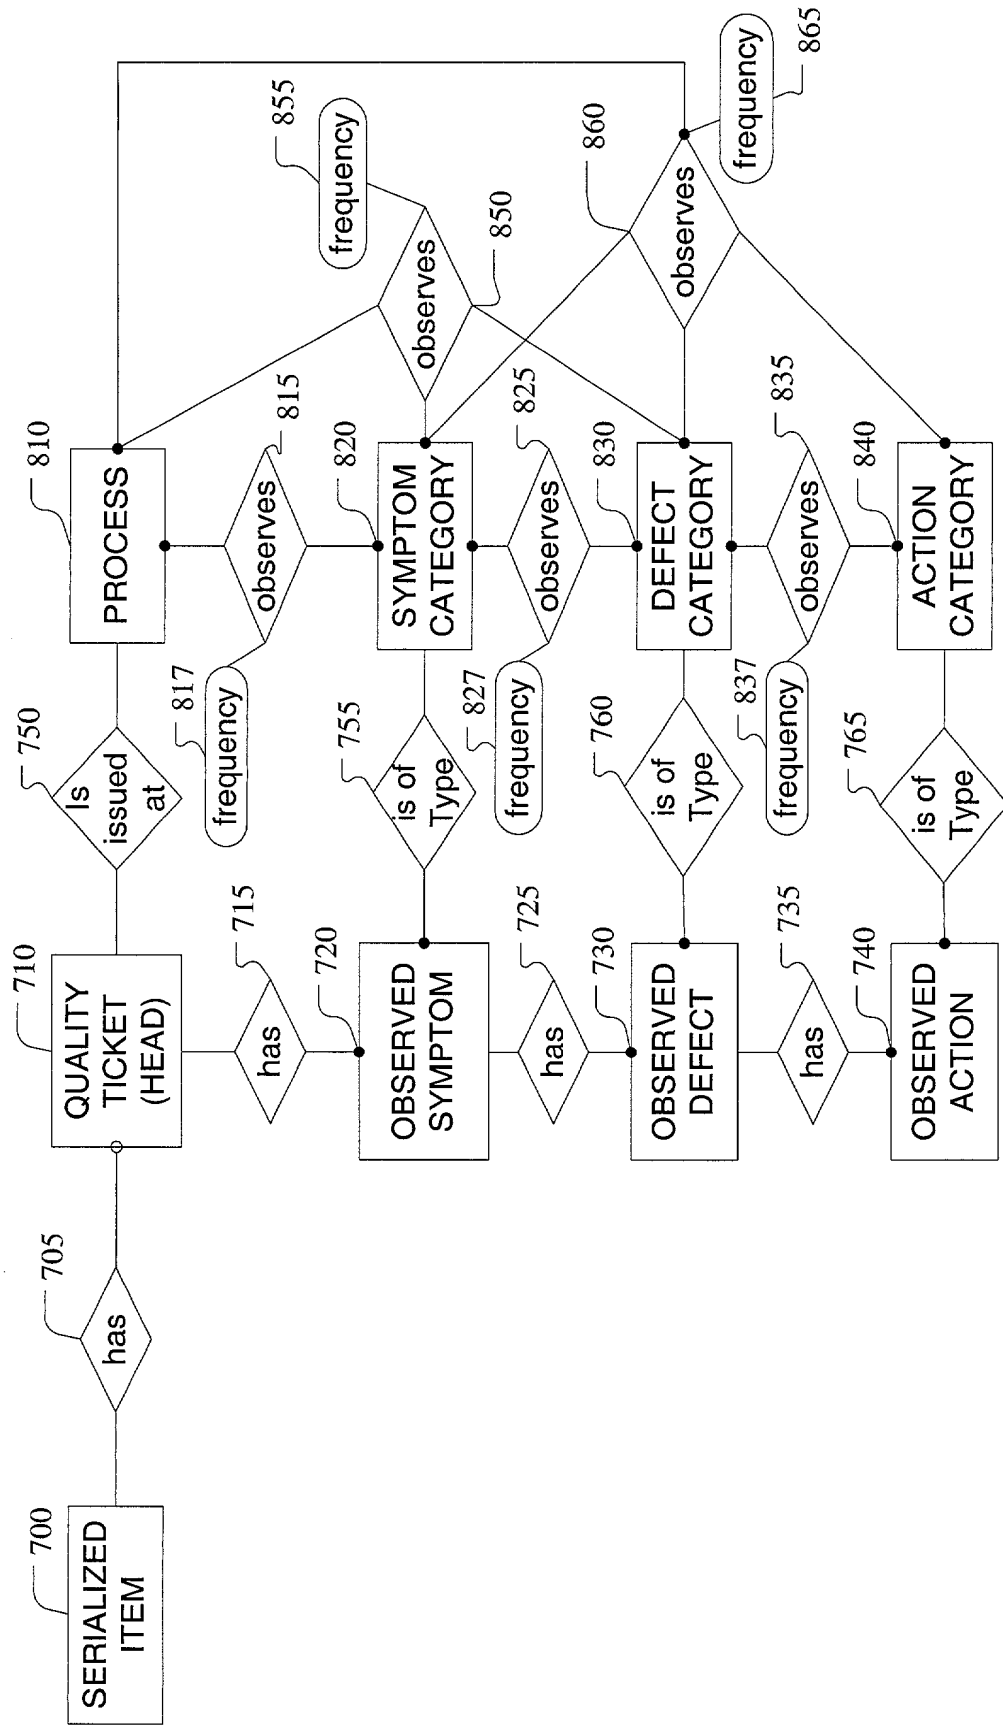 700
SERIALIZED
ITEM
705
has
710
QUALITY
TICKET
(HEAD)
750
Is
issued
at
810
PROCESS
715
has
817
frequency
815
observes
855
frequency
720
OBSERVED
SYMPTOM
755
is of
Type
820
SYMPTOM
CATEGORY
850
observes
725
has
827
frequency
825
observes
860
observes
865
frequency
730
OBSERVED
DEFECT
760
is of
Type
830
DEFECT
CATEGORY
735
has
837
frequency
835
observes
740
OBSERVED
ACTION
765
is of
Type
840
ACTION
CATEGORY